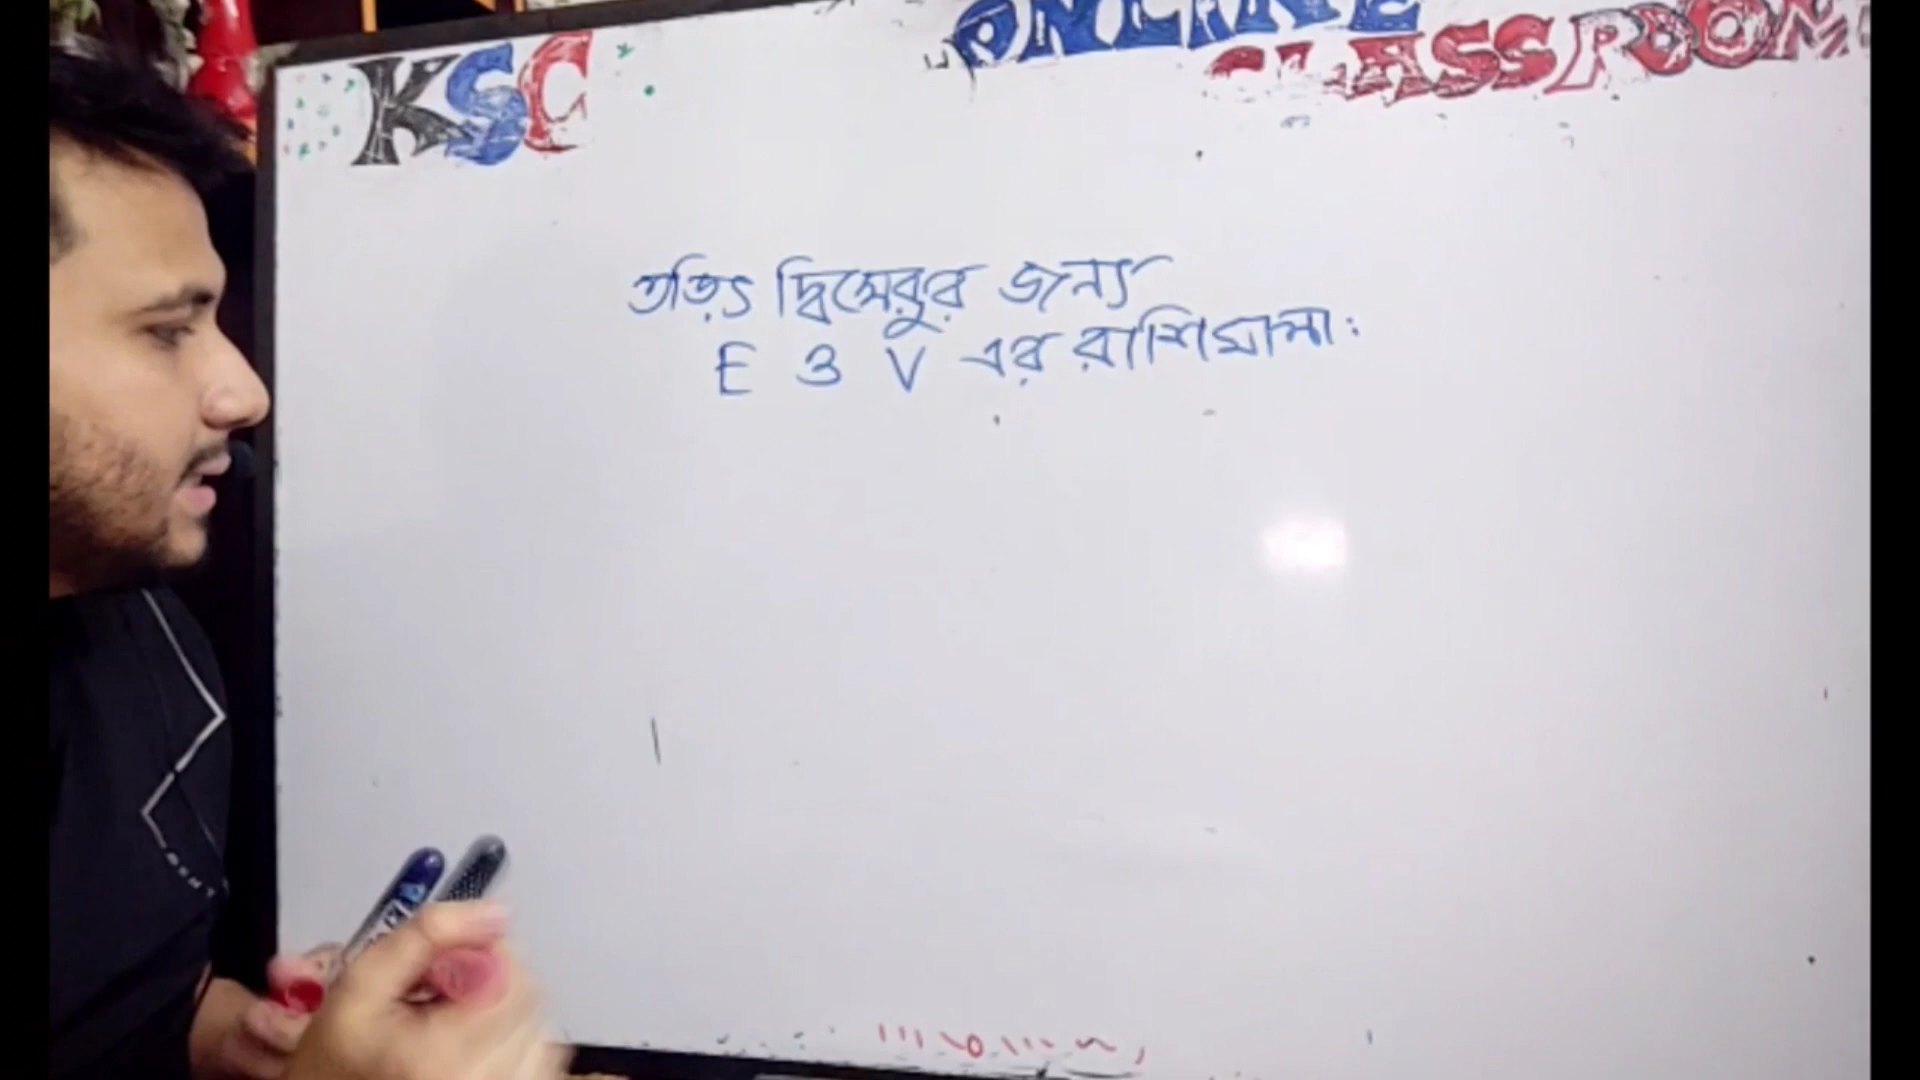 KSC
ONLINE
CLASSROOM
তড়িৎ দ্বিমেরুর জন্য
E ও V এর রাশিমালা: